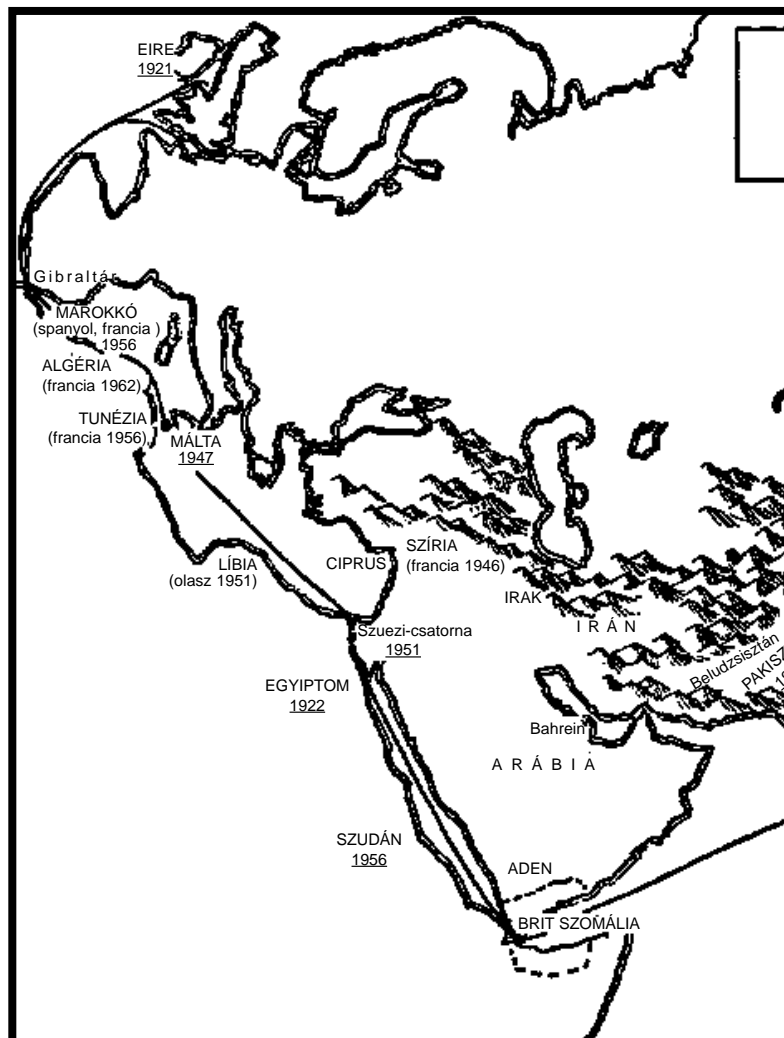 EIRE
1921
Gibraltár
MAROKKÓ
(spanyol, francia )
1956
ALGÉRIA
(francia 1962)
TUNÉZIA
(francia 1956)
MÁLTA
1947
LÍBIA
(olasz 1951)
CIPRUS
SZÍRIA
(francia 1946)
IRAK
I R Á N
Szuezi-csatorna
1951
EGYIPTOM
1922
Beludzsisztán
Bahrein
A R Á B I A
SZUDÁN
1956
ADEN
BRIT SZOMÁLIA